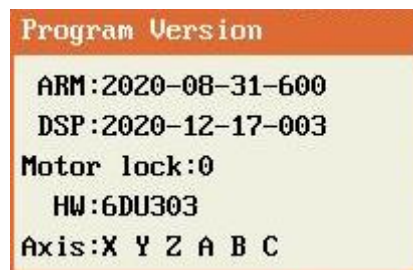 Program Version
ARM:2020-08-31-600
DSP:2020-12-17-003
Motor lock:0
HW:6DU303
Axis:X Y Z A B C